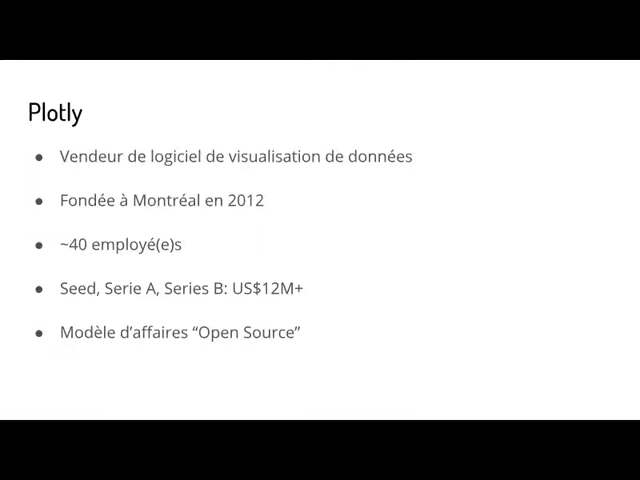 Plotly
● Vendeur de logiciel de visualisation de données
● Fondée à Montréal en 2012
● ~40 employé(e)s
● Seed, Serie A, Series B: US$12M+
● Modèle d’affaires “Open Source”